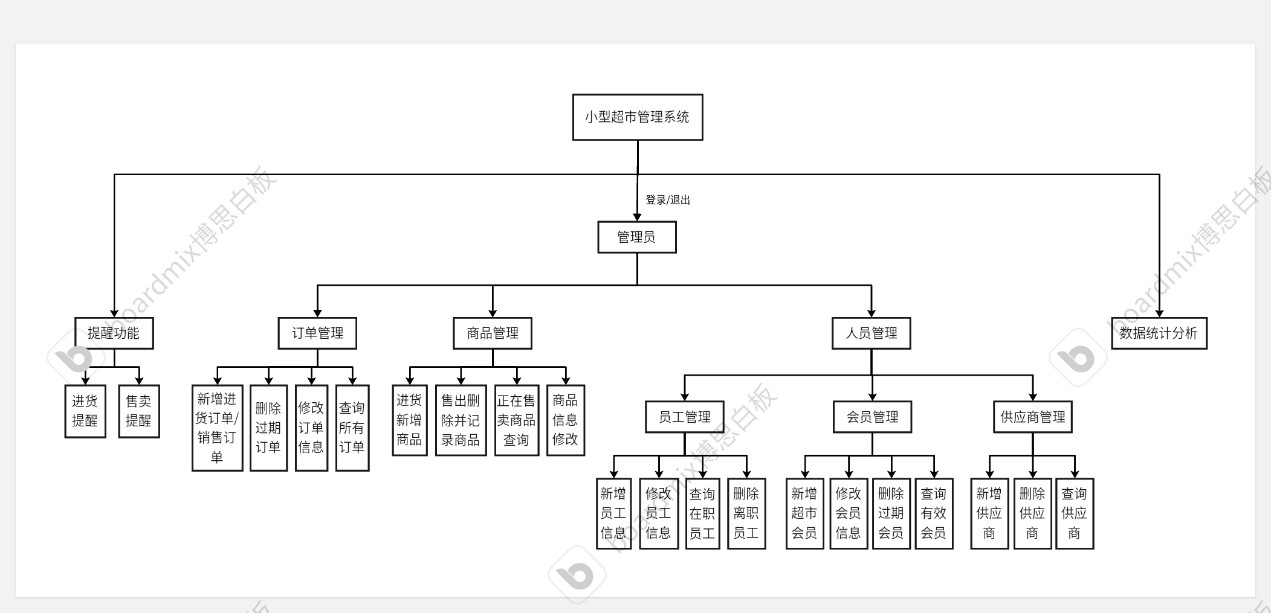 小型超市管理系统
登录/退出
管理员
提醒功能
订单管理
商品管理
人员管理
数据统计分析
进货
提醒
售卖
提醒
新增进
货订单/
销售订
单
删除
过期
订单
修改
订单
信息
查询
所有
订单
进货
新增
商品
售出删
除并记
录商品
正在售
卖商品
查询
商品
信息
修改
员工管理
会员管理
供应商管理
新增
员工
信息
修改
员工
信息
查询
在职
员工
删除
离职
员工
新增
超市
会员
修改
会员
信息
删除
过期
会员
查询
有效
会员
新增
供应
商
删除
供应
商
查询
供应
商
boardmix博思白板
boardmix博思白板
boardmix博思白板